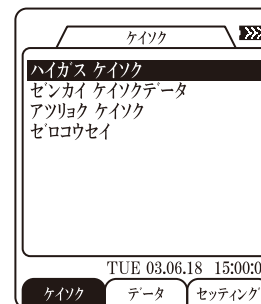 ケイソク
ハイガス ケイソク
ゼンカイ ケイソクデータ
アツリョク ケイソク
ゼロコウセイ
TUE 03.06.18 15:00:0
ケイソク データ セッティング